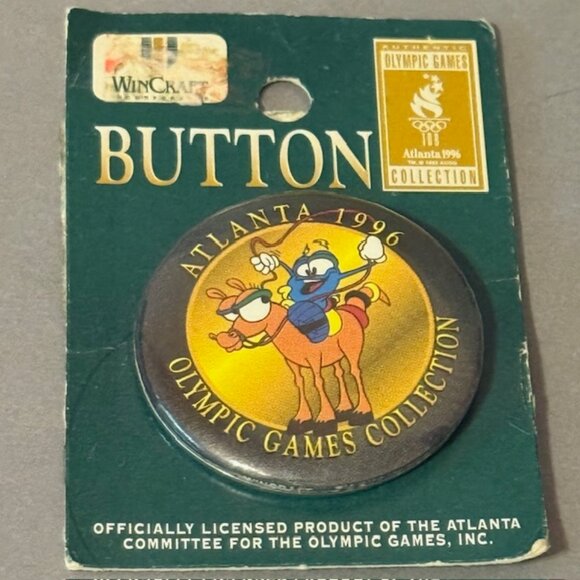 WINCRAFT
BUTTON
AUTHENTIC
OLYMPIC GAMES
100
Atlanta 1996
COLLECTION
ATLANTA 1996
OLYMPIC GAMES COLLECTION
OFFICIALLY LICENSED PRODUCT OF THE ATLANTA
COMMITTEE FOR THE OLYMPIC GAMES, INC.